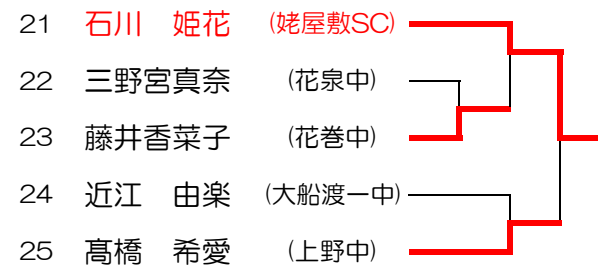 21 石川　姫花 (姥屋敷SC)
22 三野宮真奈 (花泉中)
23 藤井香菜子 (花巻中)
24 近江　由楽 (大船渡一中)
25 髙橋　希愛 (上野中)